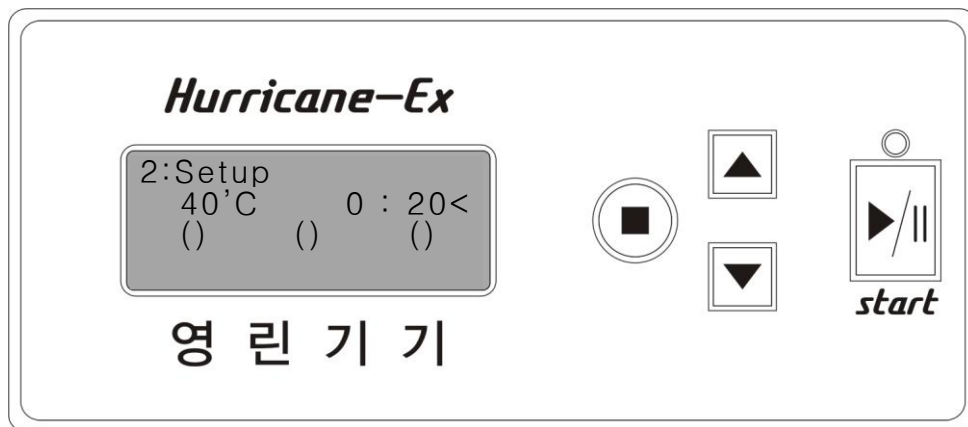 Hurricane-Ex
2:Setup
40'C 0 : 20<
() () ()
영 린 기 기
start